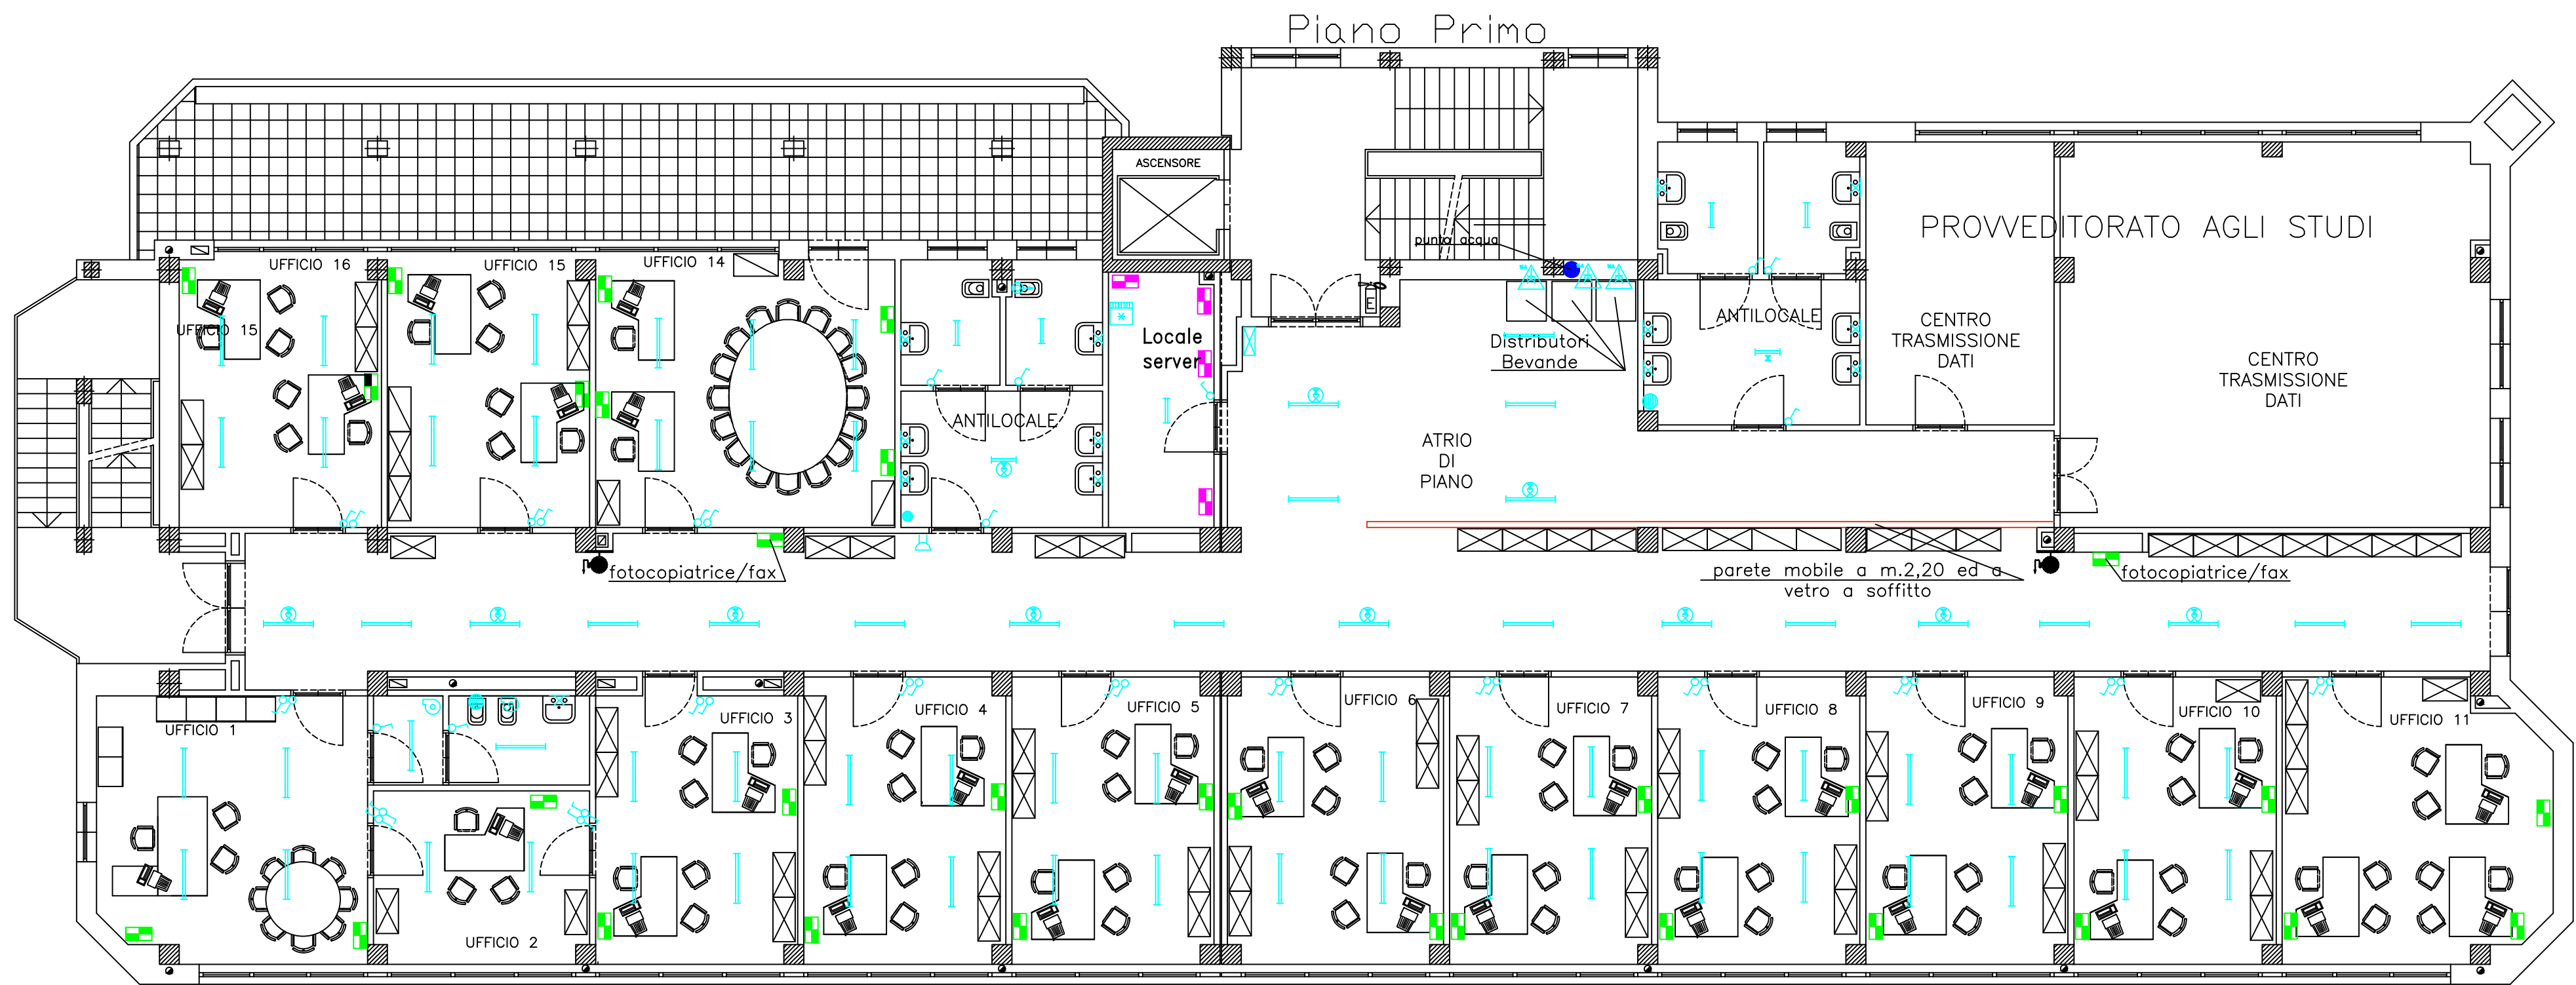 Piano Primo
ASCENSORE
PROVVEDITORATO AGLI STUDI
punto acqua
UFFICIO 16
UFFICIO 15
UFFICIO 14
UFFICIO 15
E
Locale
server
Distributori
Bevande
ANTILOCALE
CENTRO
TRASMISSIONE
DATI
CENTRO
TRASMISSIONE
DATI
ANTILOCALE
ATRIO
DI
PIANO
fotocopiatrice/fax
parete mobile a m.2,20 ed a
vetro a soffitto
fotocopiatrice/fax
UFFICIO 1
UFFICIO 3
UFFICIO 4
UFFICIO 5
UFFICIO 6
UFFICIO 7
UFFICIO 8
UFFICIO 9
UFFICIO 10
UFFICIO 11
UFFICIO 2